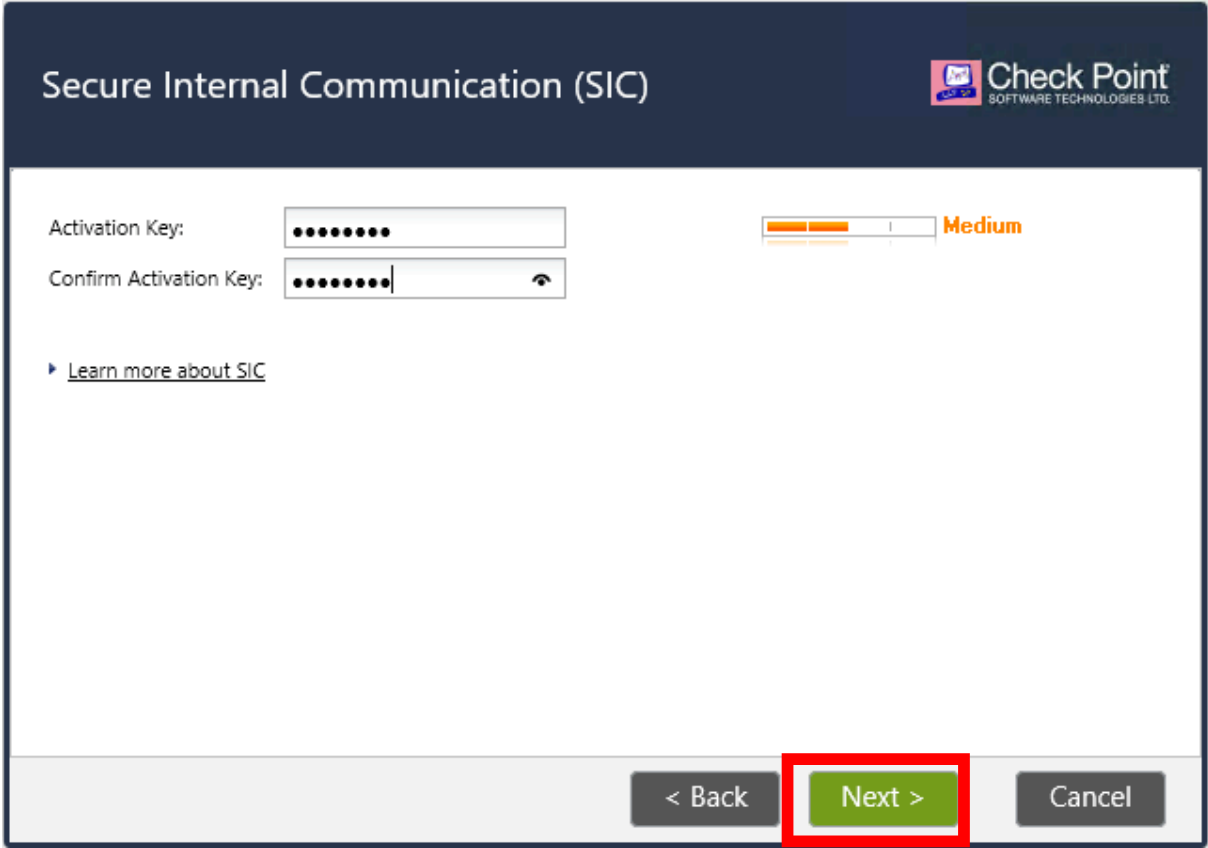 Secure Internal Communication (SIC)
Check Point
SOFTWARE TECHNOLOGIES LTD.
Activation Key: ••••••••
Medium
Confirm Activation Key: ••••••••
Learn more about SIC
< Back
Next >
Cancel